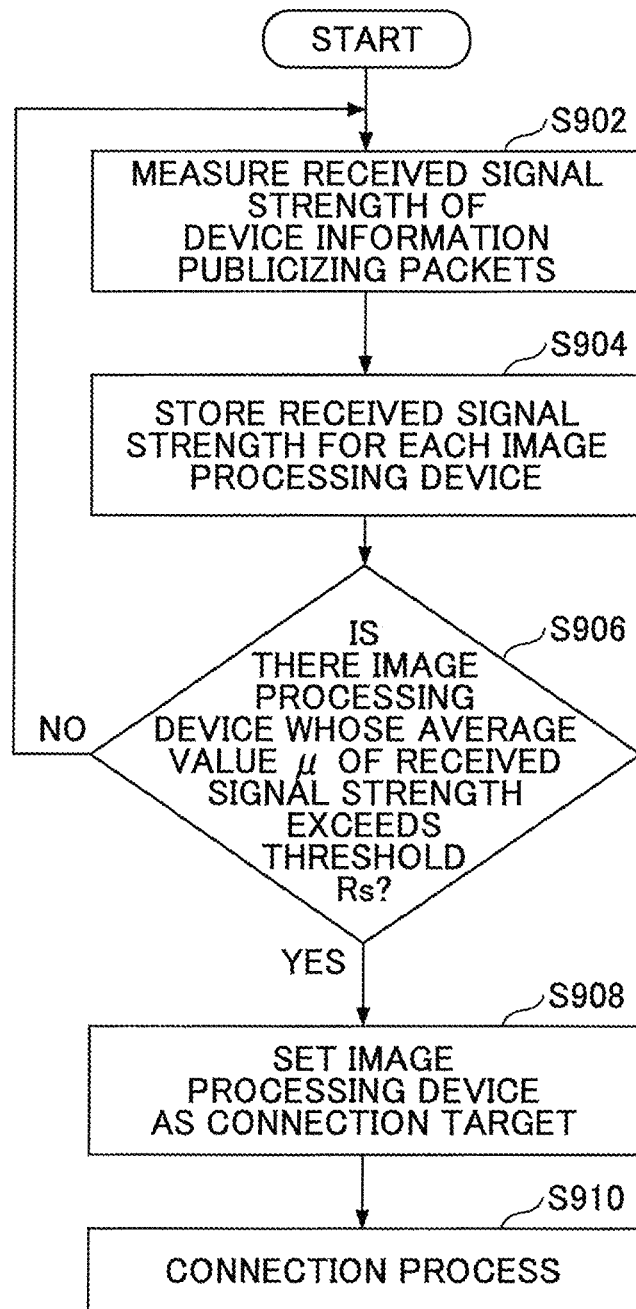 START
S902
MEASURE RECEIVED SIGNAL
STRENGTH OF
DEVICE INFORMATION
PUBLICIZING PACKETS
S904
STORE RECEIVED SIGNAL
STRENGTH FOR EACH IMAGE
PROCESSING DEVICE
S906
IS
THERE IMAGE
PROCESSING
DEVICE WHOSE AVERAGE
VALUE μ OF RECEIVED
SIGNAL STRENGTH
EXCEEDS
THRESHOLD
Rs?
NO
YES
S908
SET IMAGE
PROCESSING DEVICE
AS CONNECTION TARGET
S910
CONNECTION PROCESS